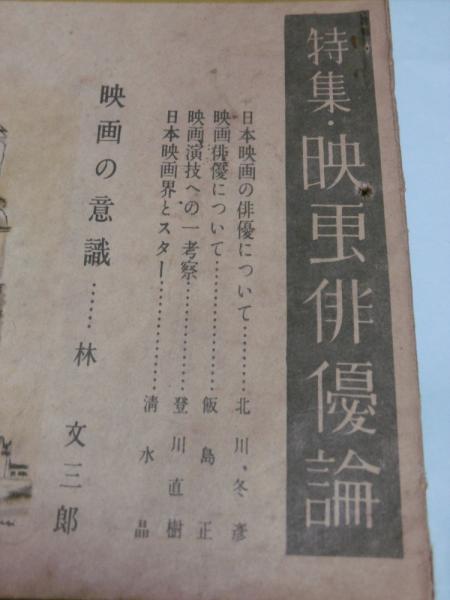 特集・映画俳優論
日本映画の俳優について…………北川冬彦
映画俳優について…………………飯島正
映画演技への一考察………………登川直樹
日本映画界とスター………………清水晶
映画の意識……林文三郎